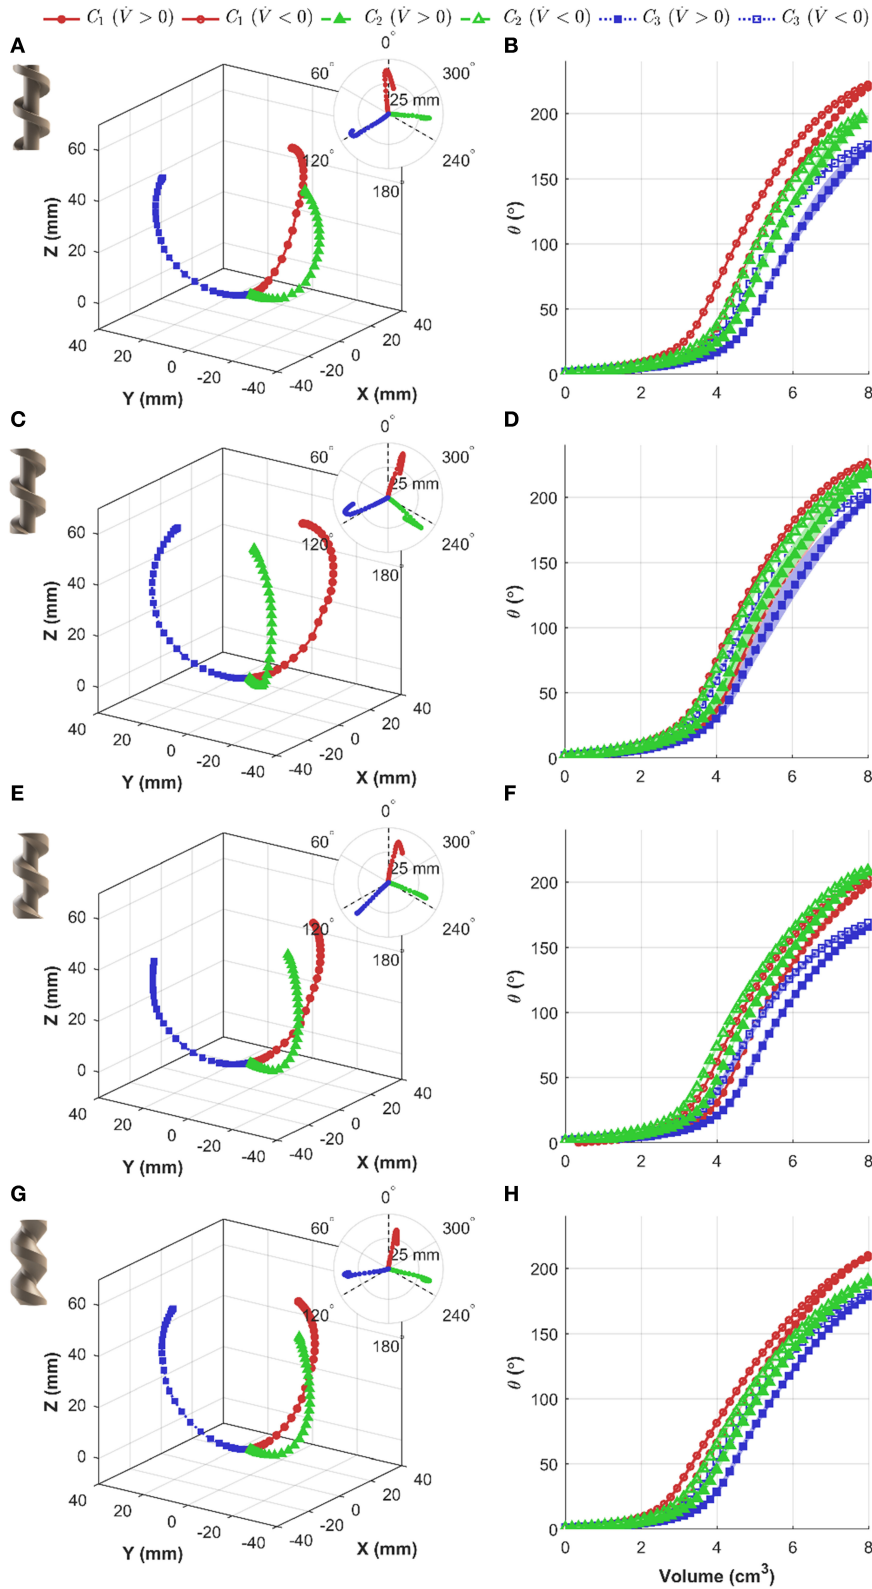 C₁ (V̇ > 0) C₁ (V̇ < 0) C₂ (V̇ > 0) C₂ (V̇ < 0) C₃ (V̇ > 0) C₃ (V̇ < 0)
A
0°
60°
300°
25 mm
120°
240°
180°
Z (mm)
60
40
20
0
40
20
0
-20
-40
Y (mm)
-40
-20
0
20
40
X (mm)
B
θ (°)
200
150
100
50
0
0 2 4 6 8
C
0°
60°
300°
25 mm
120°
240°
180°
Z (mm)
60
40
20
0
40
20
0
-20
-40
Y (mm)
-40
-20
0
20
40
X (mm)
D
θ (°)
200
150
100
50
0
0 2 4 6 8
E
0°
60°
300°
25 mm
120°
240°
180°
Z (mm)
60
40
20
0
40
20
0
-20
-40
Y (mm)
-40
-20
0
20
40
X (mm)
F
θ (°)
200
150
100
50
0
0 2 4 6 8
G
0°
60°
300°
25 mm
120°
240°
180°
Z (mm)
60
40
20
0
40
20
0
-20
-40
Y (mm)
-40
-20
0
20
40
X (mm)
H
θ (°)
200
150
100
50
0
0 2 4 6 8
Volume (cm³)